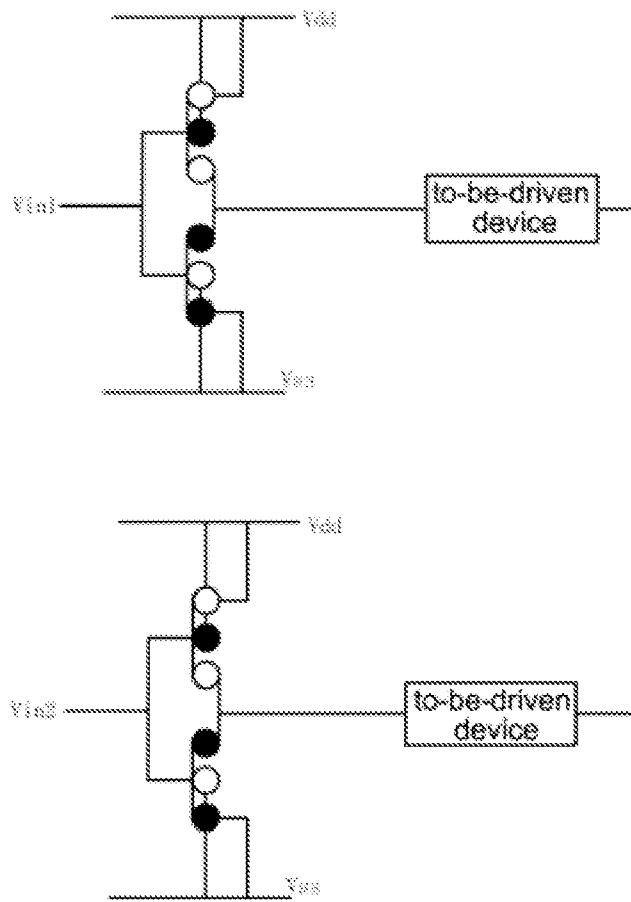 Vdd
Vin1
to-be-driven
device
Vss
Vdd
Vin2
to-be-driven
device
Vss